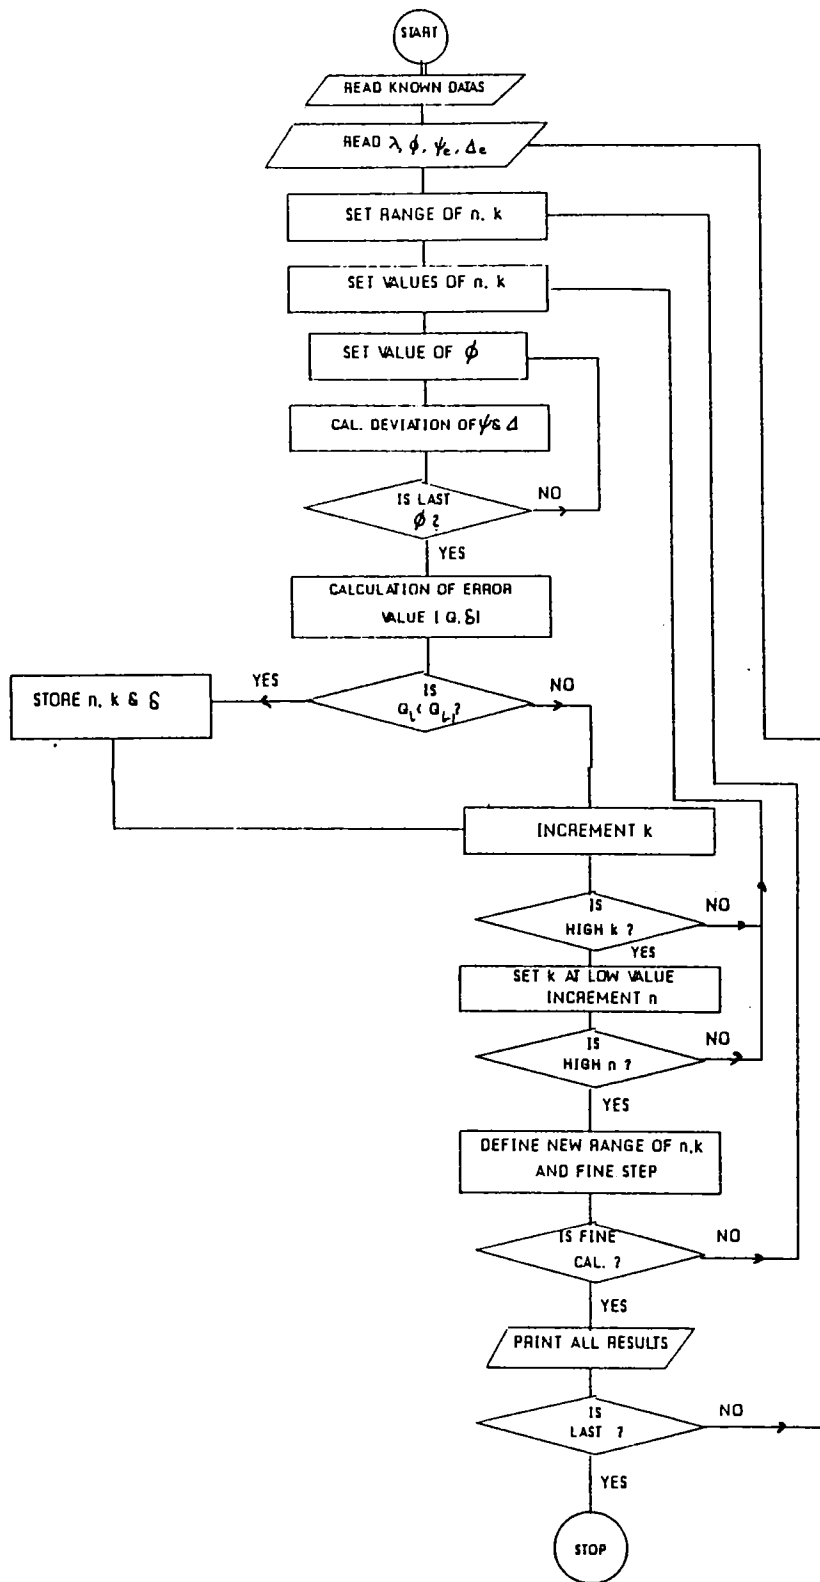 START
READ KNOWN DATAS
READ λ, ϕ, ψe, Δe
SET RANGE OF n, k
SET VALUES OF n, k
SET VALUE OF ϕ
CAL. DEVIATION OF ψ & Δ
IS LAST
ϕ ?
NO
YES
CALCULATION OF ERROR
VALUE | G, δ|
IS
YES
NO
STORE n, k & δ
INCREMENT k
IS
HIGH k ?
NO
YES
SET k AT LOW VALUE
INCREMENT n
IS
HIGH n ?
NO
YES
DEFINE NEW RANGE OF n,k
AND FINE STEP
IS FINE
CAL. ?
NO
YES
PRINT ALL RESULTS
IS
LAST ?
NO
YES
STOP